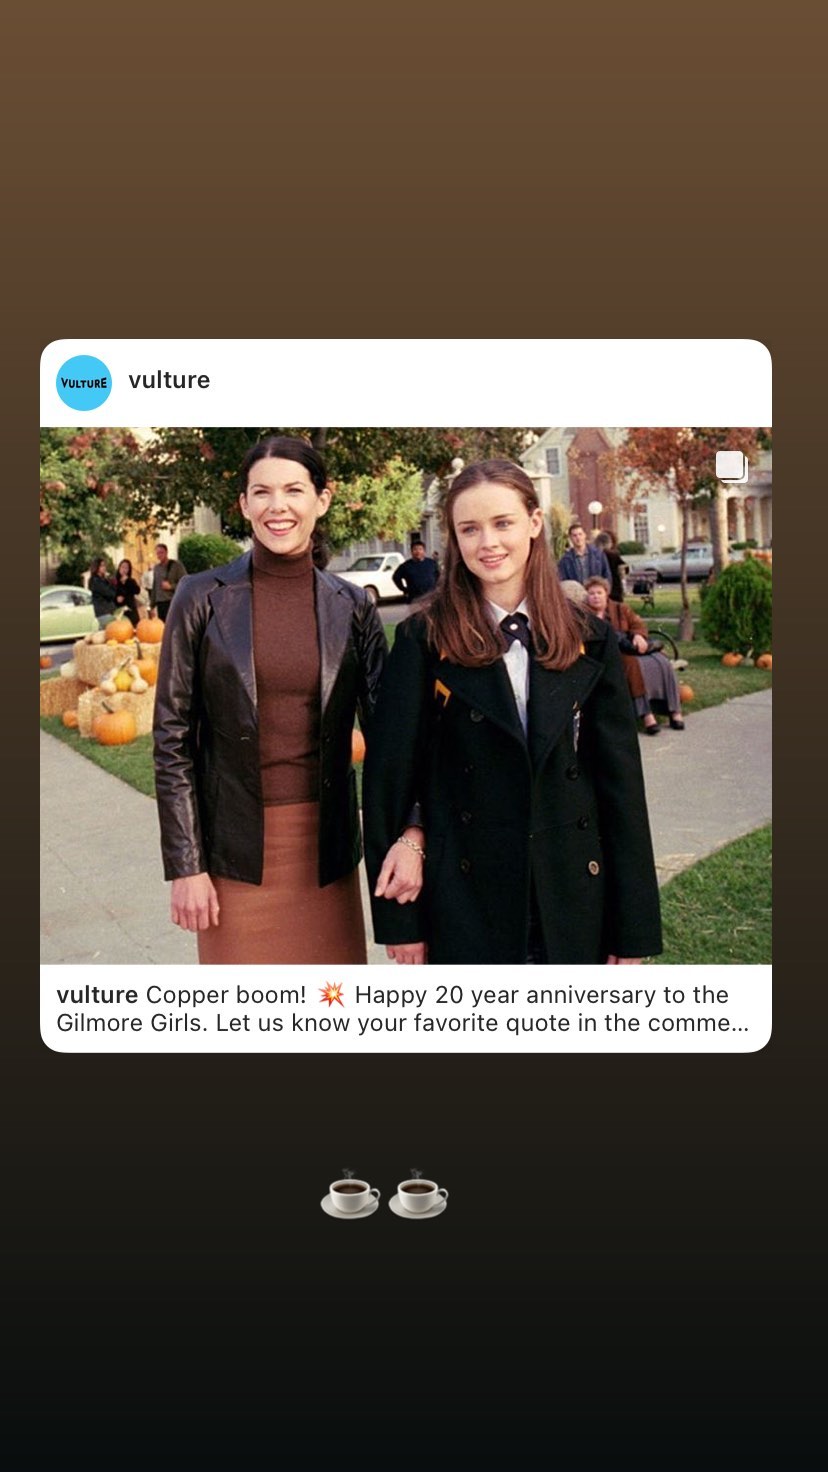 VULTURE
vulture
vulture Copper boom! 💥 Happy 20 year anniversary to the
Gilmore Girls. Let us know your favorite quote in the comme...